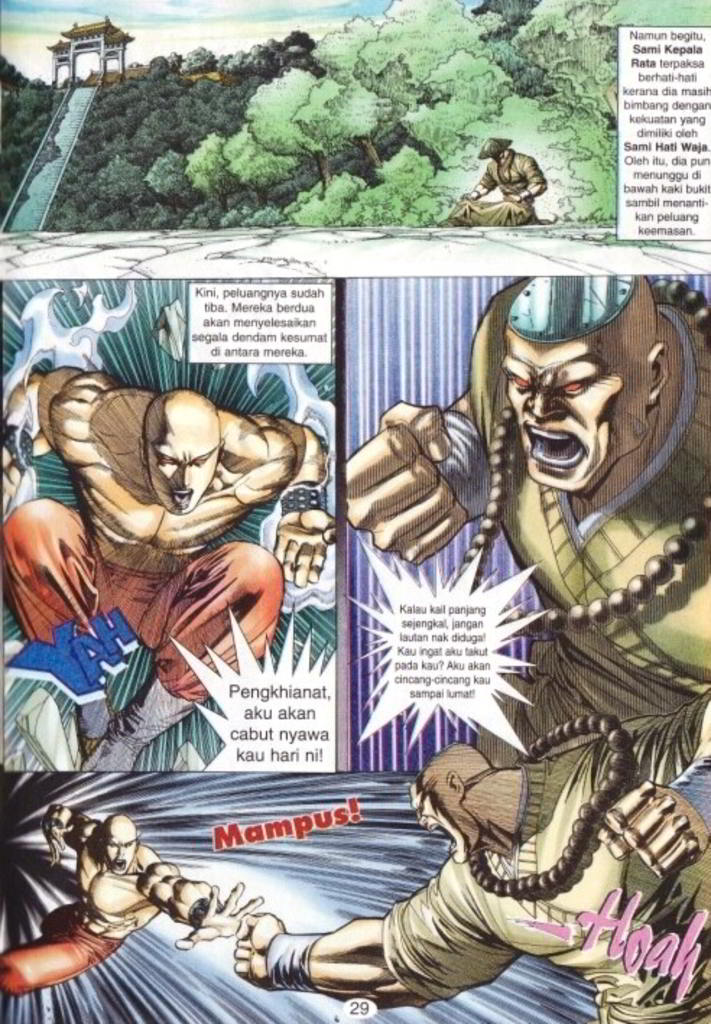 Namun begitu,
Sami Kepala
Rata terpaksa
berhati-hati
kerana dia masih
bimbang dengan
kekuatan yang
dimiliki oleh
Sami Hati Waja.
Oleh itu, dia pun
menunggu di
bawah kaki bukit
sambil menanti-
kan peluang
keemasan.
Kini, peluangnya sudah
tiba. Mereka berdua
akan menyelesaikan
segala dendam kesumat
di antara mereka.
YAH
Pengkhianat,
aku akan
cabut nyawa
kau hari ni!
Kalau kail panjang
sejengkal, jangan
lautan nak diduga!
Kau ingat aku takut
pada kau? Aku akan
cincang-cincang kau
sampai lumat!
Mampus!
Hoah
29